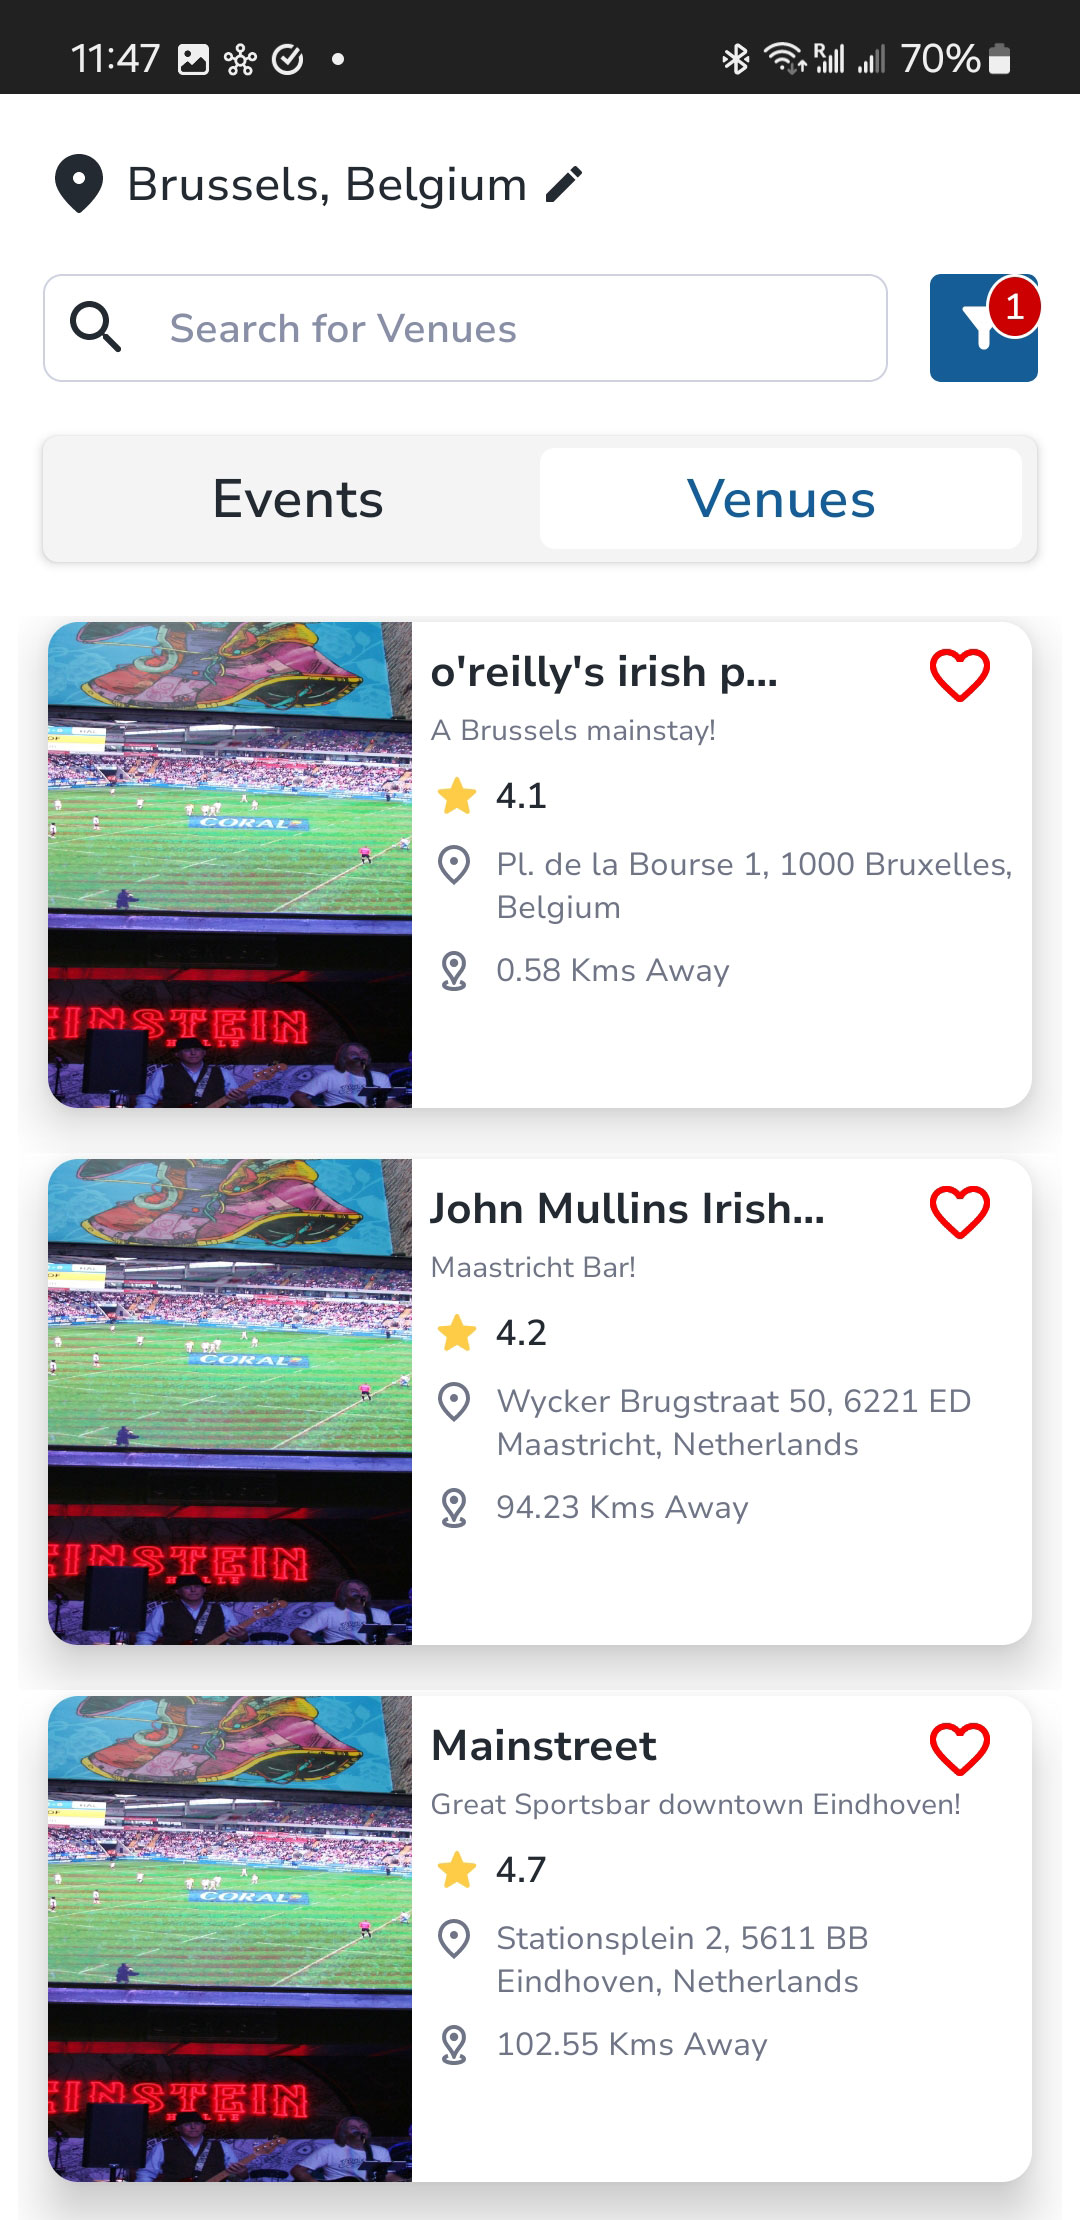 11:47
R
70%
Brussels, Belgium
Search for Venues
1
Events
Venues
o'reilly's irish p...
A Brussels mainstay!
4.1
Pl. de la Bourse 1, 1000 Bruxelles,
Belgium
0.58 Kms Away
CORAL
EINSTEIN
John Mullins Irish...
Maastricht Bar!
4.2
Wycker Brugstraat 50, 6221 ED
Maastricht, Netherlands
94.23 Kms Away
CORAL
EINSTEIN
Mainstreet
Great Sportsbar downtown Eindhoven!
4.7
Stationsplein 2, 5611 BB
Eindhoven, Netherlands
102.55 Kms Away
CORAL
EINSTEIN